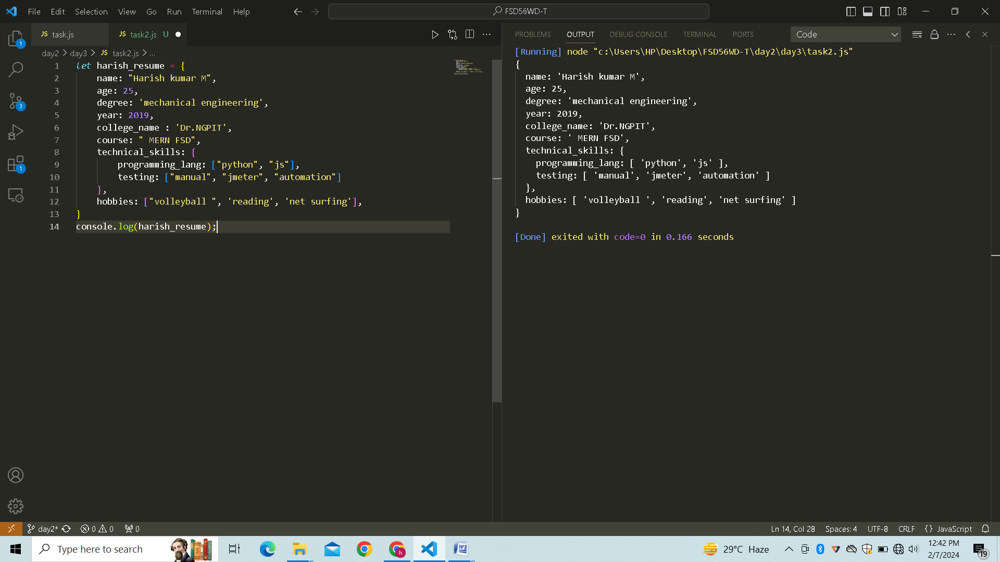 File Edit Selection View Go Run Terminal Help FSD56WD-T
JS task.js JS task2.js U
day2 > day3 > JS task2.js > ...
1 let harish_resume = {
2     name: "Harish kumar M",
3     age: 25,
4     degree: 'mechanical engineering',
5     year: 2019,
6     college_name : 'Dr.NGPIT',
7     course: " MERN FSD",
8     technical_skills: {
9         programming_lang: ["python", "js"],
10         testing: ["manual", "jmeter", "automation"]
11     },
12     hobbies: ["volleyball ", 'reading', 'net surfing'],
13 }
14 console.log(harish_resume);
PROBLEMS OUTPUT DEBUG CONSOLE TERMINAL PORTS Code
[Running] node "c:\Users\HP\Desktop\FSD56WD-T\day2\day3\task2.js"
{
  name: 'Harish kumar M',
  age: 25,
  degree: 'mechanical engineering',
  year: 2019,
  college_name: 'Dr.NGPIT',
  course: ' MERN FSD',
  technical_skills: {
    programming_lang: [ 'python', 'js' ],
    testing: [ 'manual', 'jmeter', 'automation' ]
  },
  hobbies: [ 'volleyball ', 'reading', 'net surfing' ]
}
[Done] exited with code=0 in 0.166 seconds
1
3
1
day2* 0 0 0 Ln 14, Col 28 Spaces: 4 UTF-8 CRLF {} JavaScript
Type here to search 29°C Haze 12:42 PM
2/7/2024
19